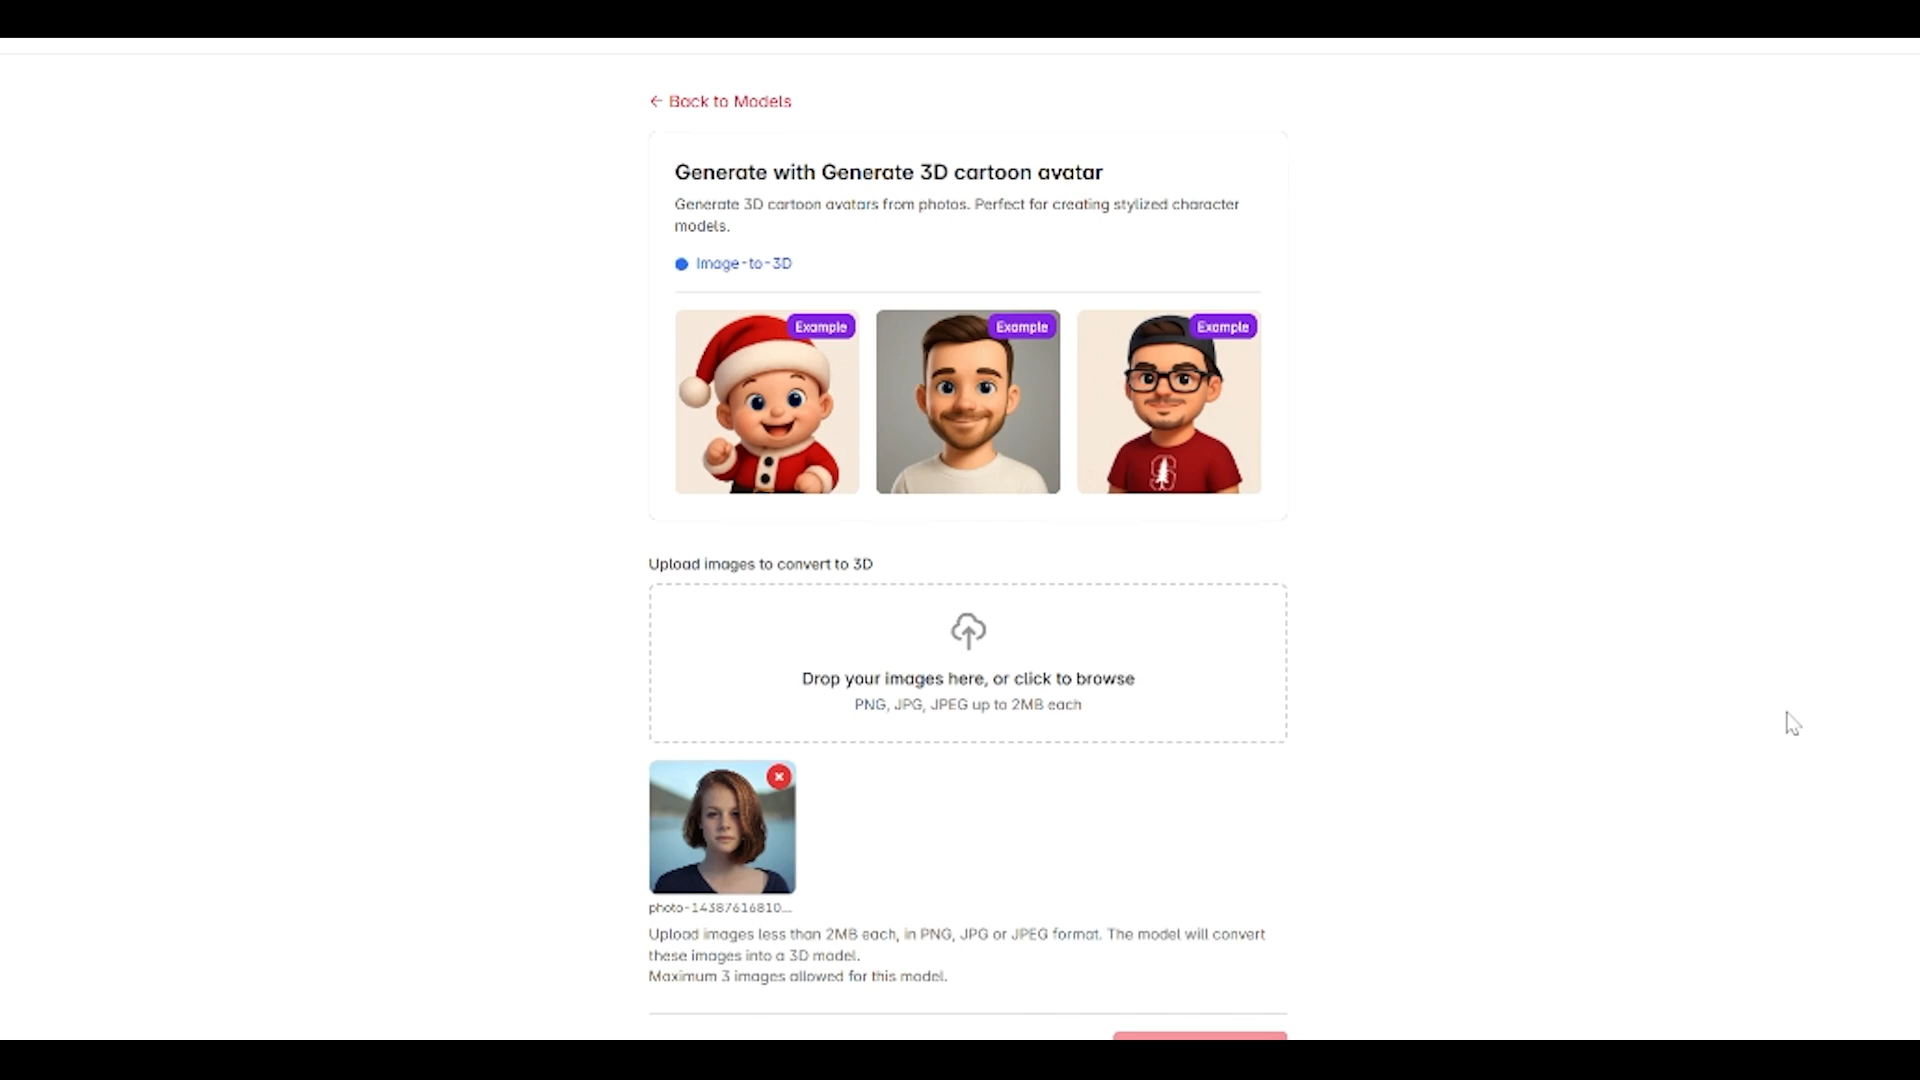 ← Back to Models
Generate with Generate 3D cartoon avatar
Generate 3D cartoon avatars from photos. Perfect for creating stylized character
models.
Image-to-3D
Example
Example
Example
S
Upload images to convert to 3D
Drop your images here, or click to browse
PNG, JPG, JPEG up to 2MB each
photo-14387616810...
Upload images less than 2MB each, in PNG, JPG or JPEG format. The model will convert
these images into a 3D model.
Maximum 3 images allowed for this model.